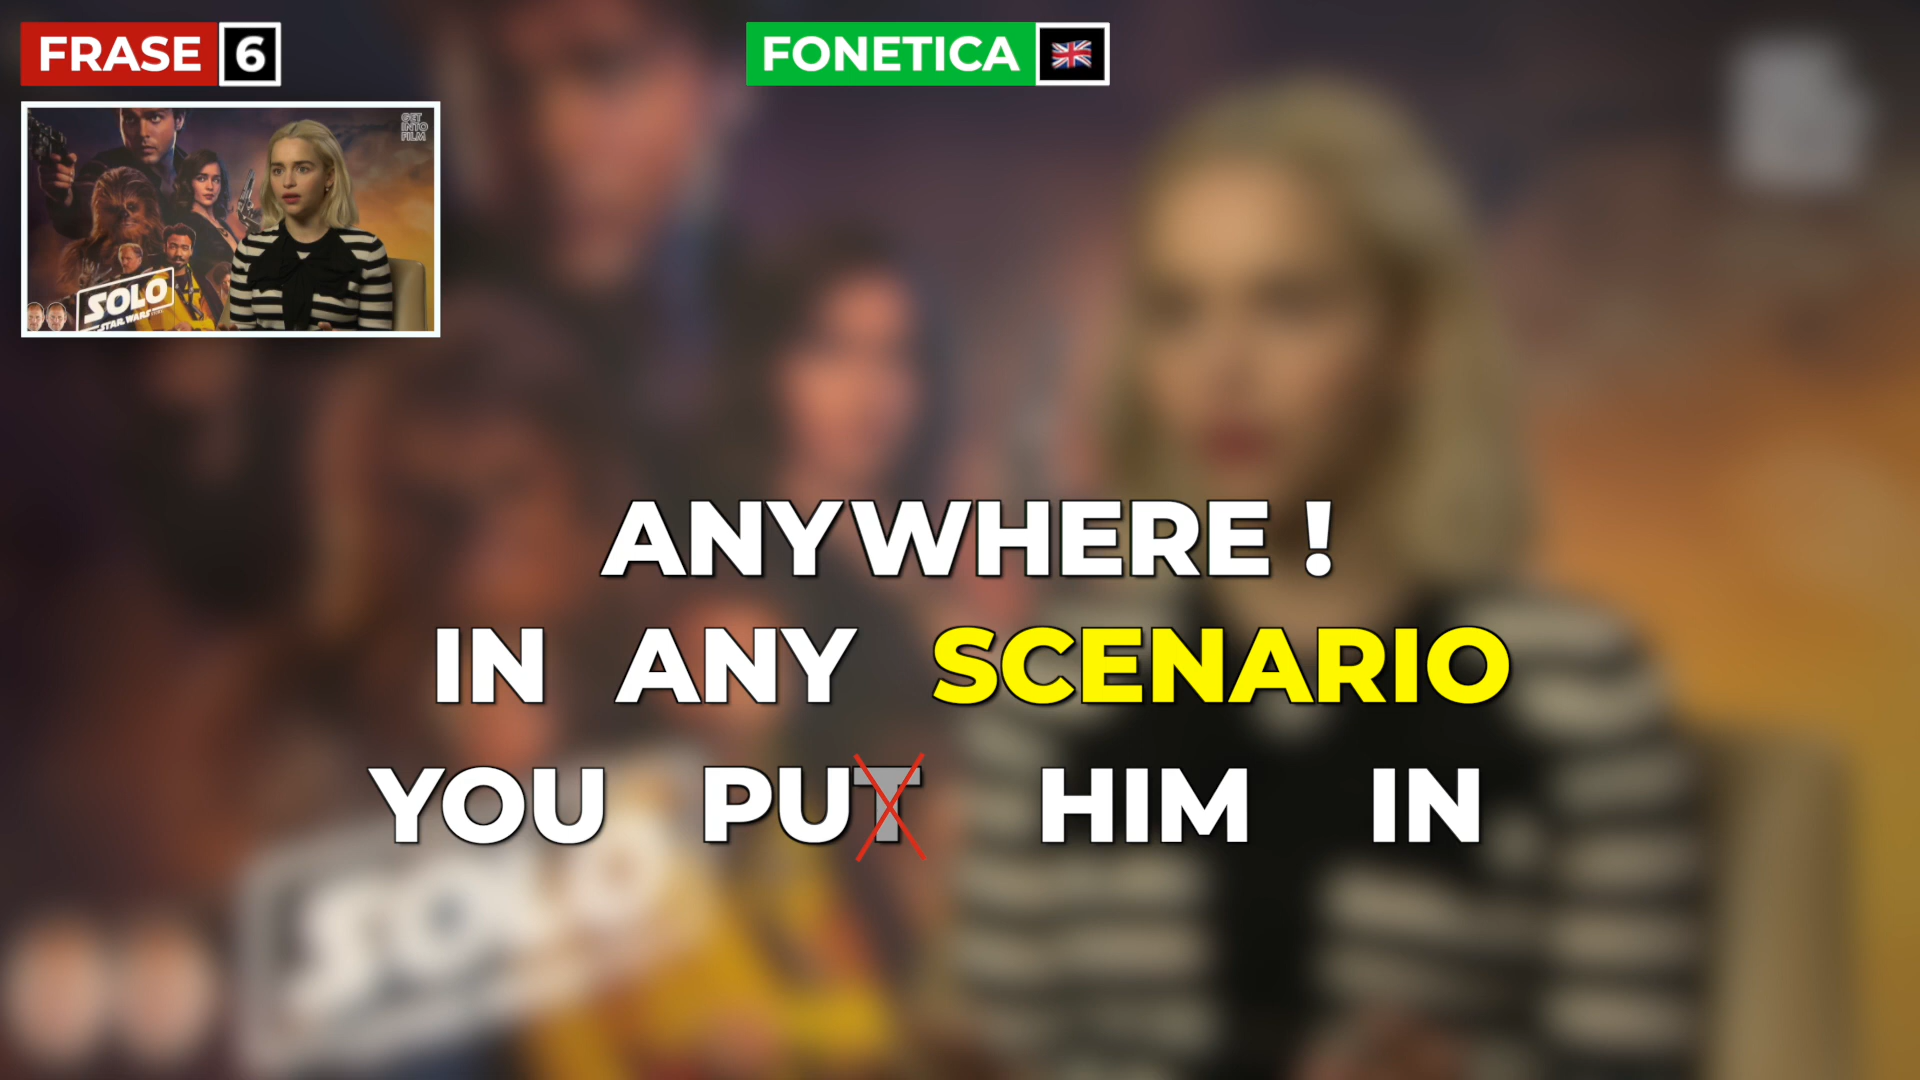 FRASE 6
FONETICA
GET
INTO
FILM
SOLO
STAR WARS
ANYWHERE !
IN ANY SCENARIO
YOU PUT HIM IN